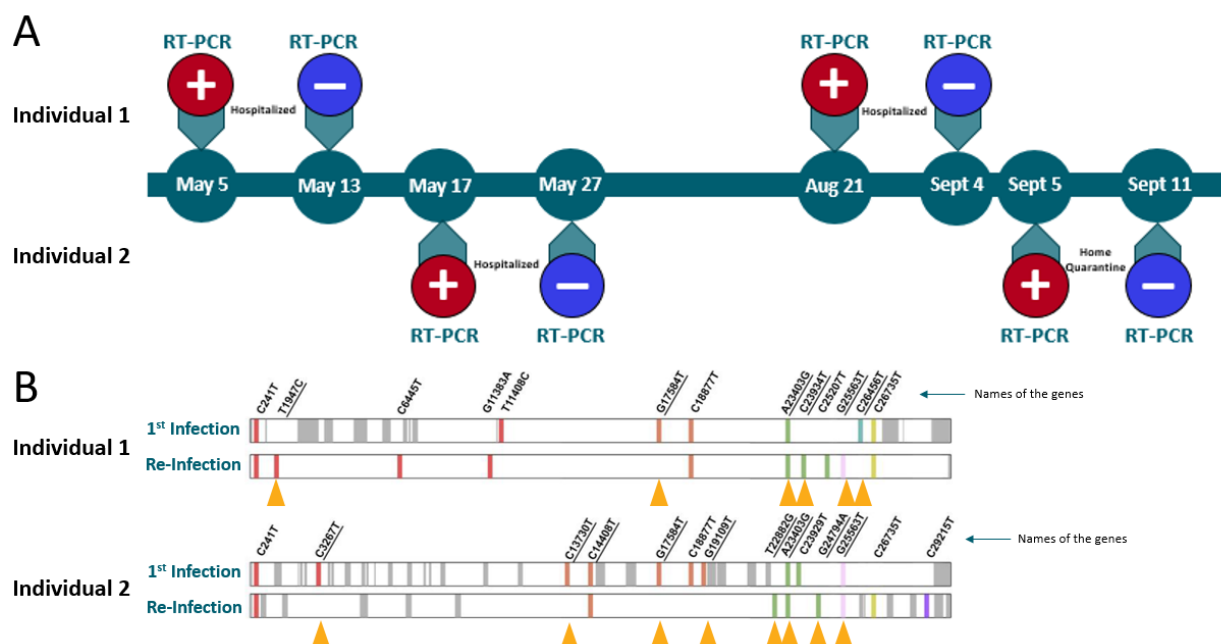 A
RT-PCR RT-PCR RT-PCR RT-PCR
+ − + −
Individual 1 Hospitalized Hospitalized
May 5 May 13 May 17 May 27 Aug 21 Sept 4 Sept 5 Sept 11
Individual 2 Hospitalized Home
Quarantine
+ − + −
RT-PCR RT-PCR RT-PCR RT-PCR
B
C241T T1947C C6445T G11383A T11408C G17584T C18877T A23403G C23934T C25207T G25563T C26456T C26735T
Names of the genes
1st Infection
Individual 1
Re-Infection
C241T C3267T C13730T C14408T G17584T C18877T G19109T T22882G A23403G C23929T G24794A G25563T C26735T C29215T
Names of the genes
1st Infection
Individual 2
Re-Infection